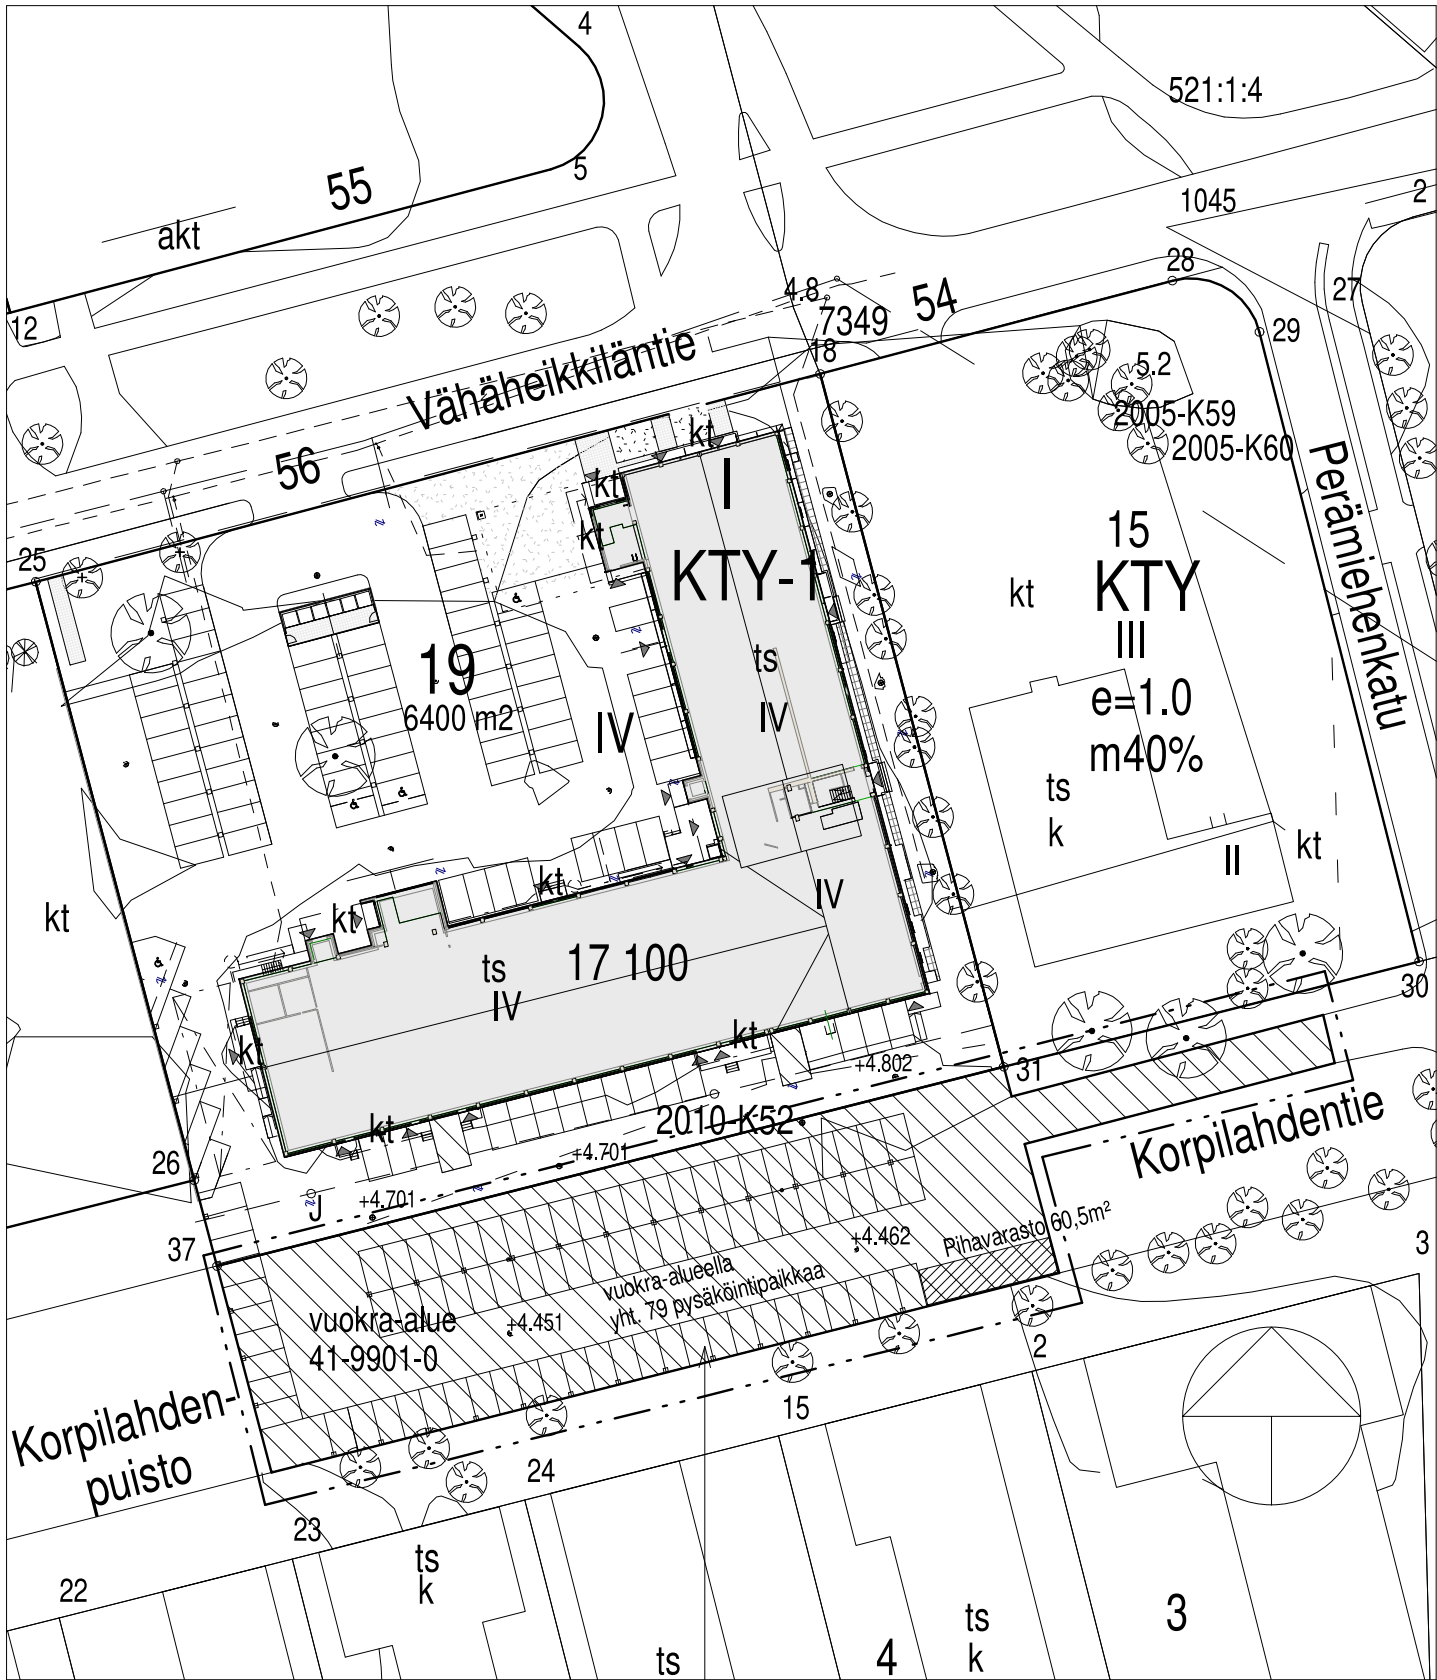 4
521:1:4
5
55
1045
2
akt
28
4.8
54
27
12
7349
29
18
Vähäheikkiläntie
5.2
2005-K59
2005-K60
kt
56
I
kt
Perämiehenkatu
kt
15
25
KTY-1
kt
KTY
III
19
ts
e=1.0
6400 m2
IV
IV
m40%
ts
k
kt
II
kt
kt
IV
kt
17 100
ts
IV
30
kt
kt
+4.802
31
2010-K52
kt
Korpilahdentie
26
+4.701
J
+4.701
37
+4.462
Pihavarasto 60,5m²
3
vuokra-alueella
yht. 79 pysäköintipaikkaa
vuokra-alue
41-9901-0
+4.451
2
Korpilahden-
puisto
15
24
23
ts
k
22
ts
k
3
4
ts